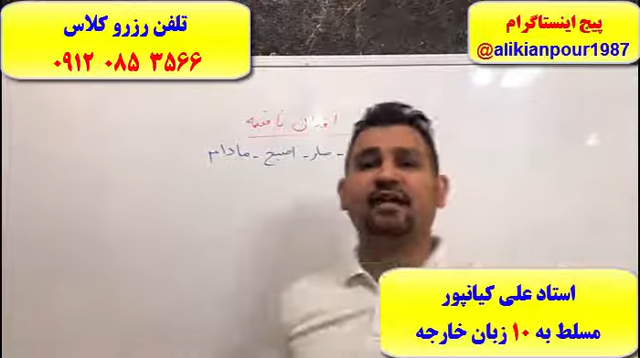 تلفن رزرو کلاس
۰۹۱۲ ۰۸۵ ۳۵۶۶
پیج اینستاگرام
@alikianpour1987
صار - اصبح - مادام
استاد علی کیانپور
مسلط به ۱۰ زبان خارجه